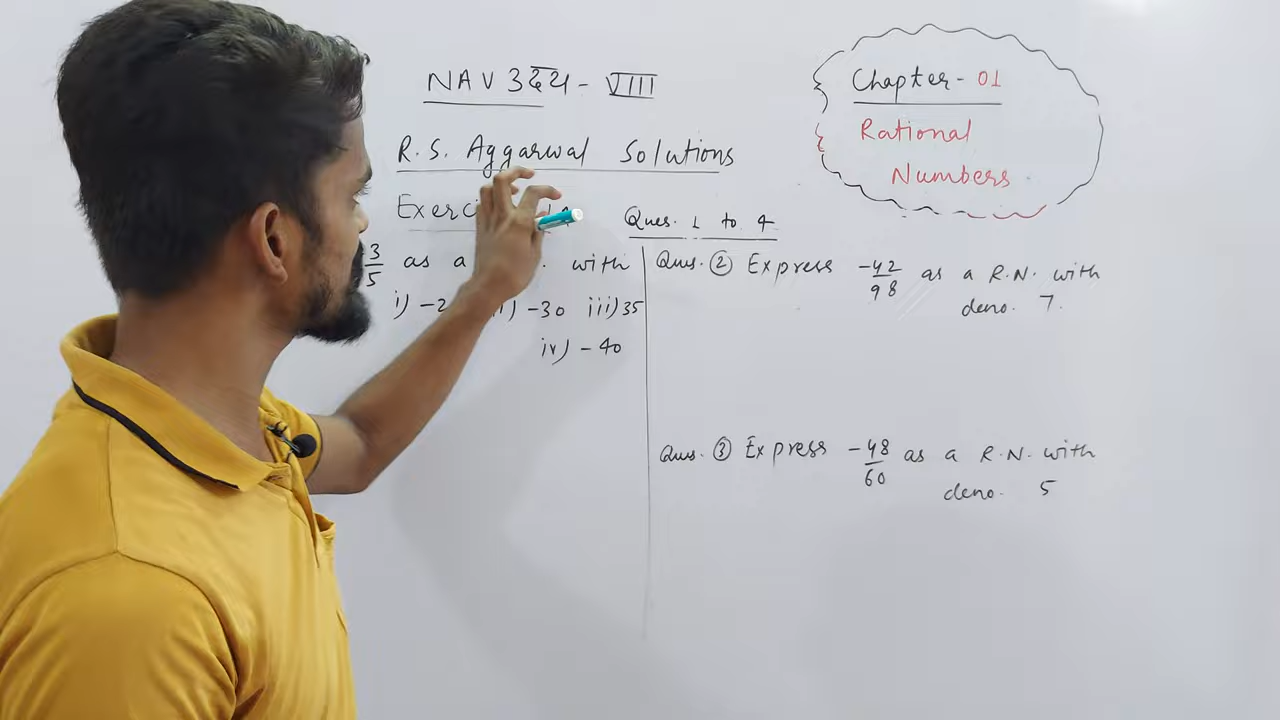 NAV उदय - VIII
R.S. Aggarwal Solutions
Ques. 1 to 4
3/5 as a with
i) -2 ii) -30 iii) 35
iv) -40
Ques. ② Express -42/98 as a R.N. with
deno. 7.
Ques. ③ Express -48/60 as a R.N. with
deno. 5
Chapter - 01
Rational
Numbers